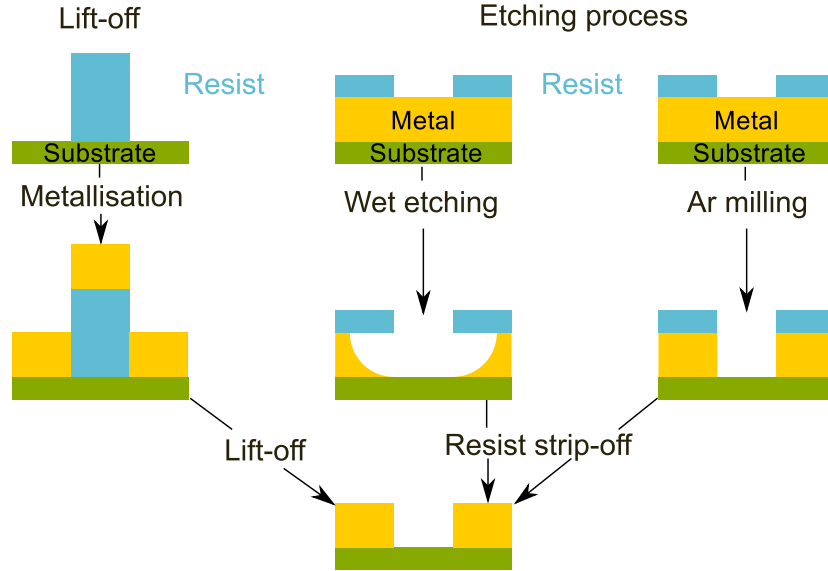 Lift-off
Etching process
Resist
Resist
Metal
Metal
Substrate
Substrate
Substrate
Metallisation
Wet etching
Ar milling
Lift-off
Resist strip-off